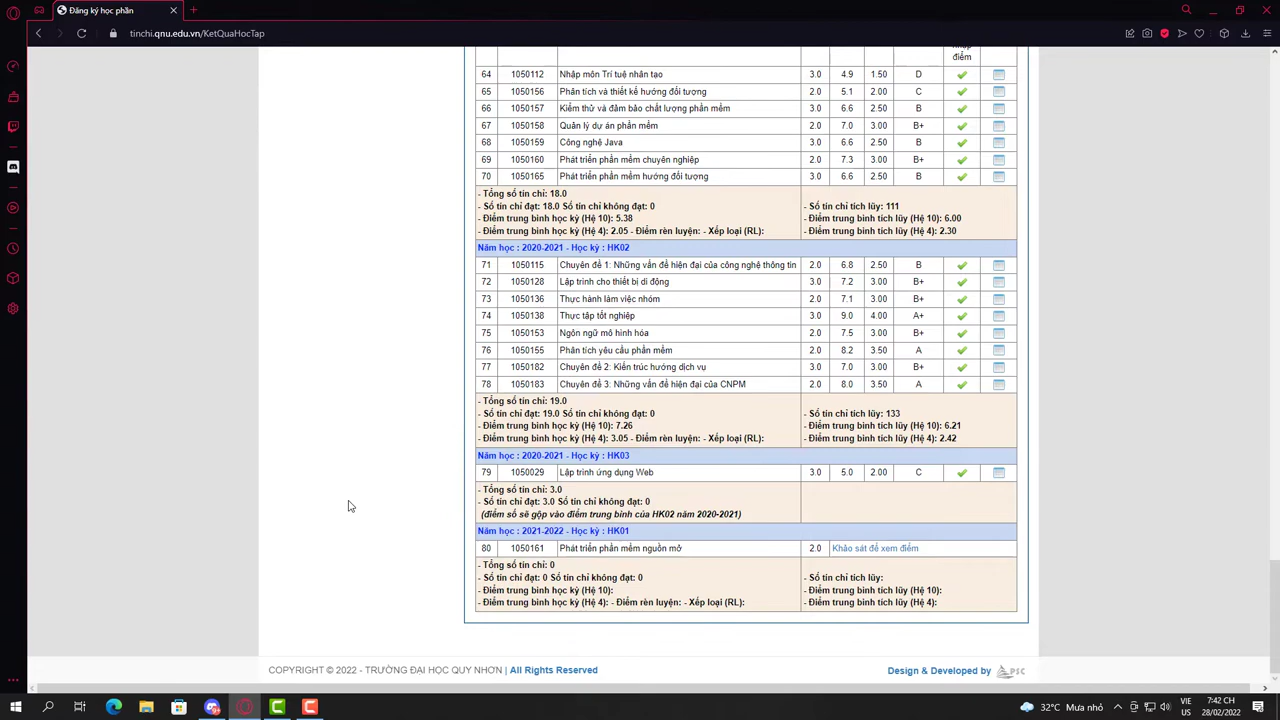 Đăng ký học phần
tinchi.qnu.edu.vn/KetQuaHocTap
điểm
64 1050112 Nhập môn Trí tuệ nhân tạo 3.0 4.9 1.50 D
65 1050156 Phân tích và thiết kế hướng đối tượng 2.0 5.1 2.00 C
66 1050157 Kiểm thử và đảm bảo chất lượng phần mềm 3.0 6.6 2.50 B
67 1050158 Quản lý dự án phần mềm 2.0 7.0 3.00 B+
68 1050159 Công nghệ Java 3.0 6.6 2.50 B
69 1050160 Phát triển phần mềm chuyên nghiệp 2.0 7.3 3.00 B+
70 1050165 Phát triển phần mềm hướng đối tượng 3.0 6.6 2.50 B
- Tổng số tín chỉ: 18.0
- Số tín chỉ đạt: 18.0 Số tín chỉ không đạt: 0 - Số tín chỉ tích lũy: 111
- Điểm trung bình học kỳ (Hệ 10): 5.38 - Điểm trung bình tích lũy (Hệ 10): 6.00
- Điểm trung bình học kỳ (Hệ 4): 2.05 - Điểm rèn luyện: - Xếp loại (RL): - Điểm trung bình tích lũy (Hệ 4): 2.30
Năm học : 2020-2021 - Học kỳ : HK02
71 1050115 Chuyên đề 1: Những vấn đề hiện đại của công nghệ thông tin 2.0 6.8 2.50 B
72 1050128 Lập trình cho thiết bị di động 3.0 7.2 3.00 B+
73 1050136 Thực hành làm việc nhóm 2.0 7.1 3.00 B+
74 1050138 Thực tập tốt nghiệp 3.0 9.0 4.00 A+
75 1050153 Ngôn ngữ mô hình hóa 2.0 7.5 3.00 B+
76 1050155 Phân tích yêu cầu phần mềm 2.0 8.2 3.50 A
77 1050182 Chuyên đề 2: Kiến trúc hướng dịch vụ 3.0 7.0 3.00 B+
78 1050183 Chuyên đề 3: Những vấn đề hiện đại của CNPM 2.0 8.0 3.50 A
- Tổng số tín chỉ: 19.0
- Số tín chỉ đạt: 19.0 Số tín chỉ không đạt: 0 - Số tín chỉ tích lũy: 133
- Điểm trung bình học kỳ (Hệ 10): 7.26 - Điểm trung bình tích lũy (Hệ 10): 6.21
- Điểm trung bình học kỳ (Hệ 4): 3.05 - Điểm rèn luyện: - Xếp loại (RL): - Điểm trung bình tích lũy (Hệ 4): 2.42
Năm học : 2020-2021 - Học kỳ : HK03
79 1050029 Lập trình ứng dụng Web 3.0 5.0 2.00 C
- Tổng số tín chỉ: 3.0
- Số tín chỉ đạt: 3.0 Số tín chỉ không đạt: 0
(điểm số sẽ gộp vào điểm trung bình của HK02 năm 2020-2021)
Năm học : 2021-2022 - Học kỳ : HK01
80 1050161 Phát triển phần mềm nguồn mở 2.0 Khảo sát để xem điểm
- Tổng số tín chỉ: 0
- Số tín chỉ đạt: 0 Số tín chỉ không đạt: 0 - Số tín chỉ tích lũy:
- Điểm trung bình học kỳ (Hệ 10): - Điểm trung bình tích lũy (Hệ 10):
- Điểm trung bình học kỳ (Hệ 4): - Điểm rèn luyện: - Xếp loại (RL): - Điểm trung bình tích lũy (Hệ 4):
COPYRIGHT © 2022 - TRƯỜNG ĐẠI HỌC QUY NHƠN | All Rights Reserved Design & Developed by PSC
32°C Mưa nhỏ VIE 7:42 CH
US 28/02/2022